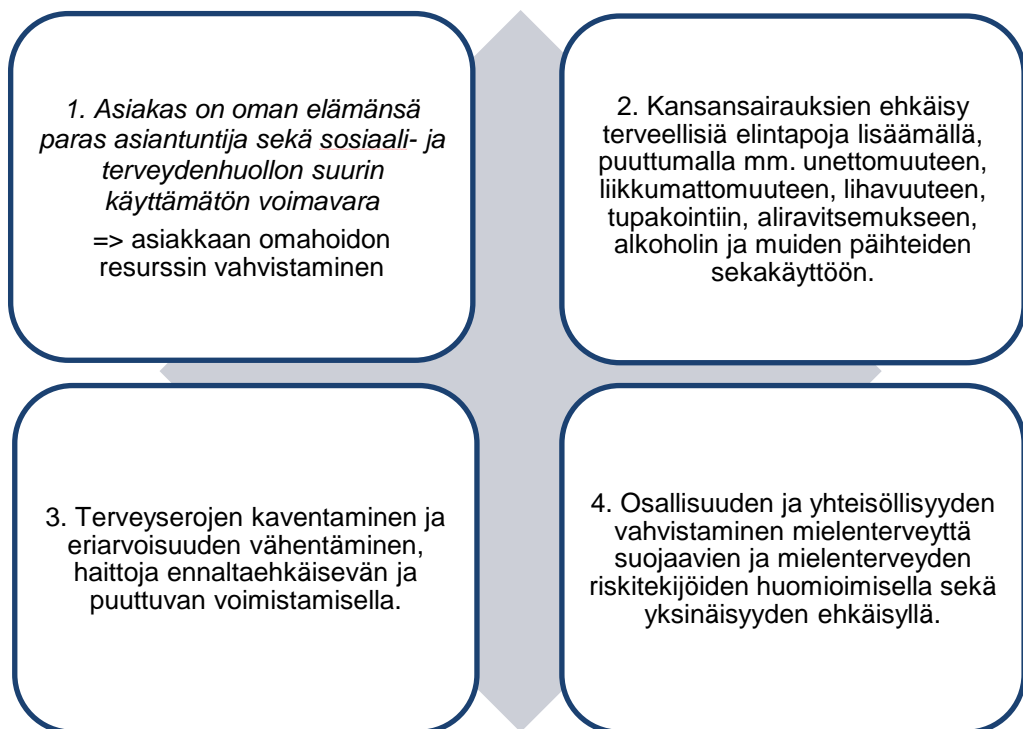 1. Asiakas on oman elämänsä
paras asiantuntija sekä sosiaali- ja
terveydenhuollon suurin
käyttämätön voimavara
=> asiakkaan omahoidon
resurssin vahvistaminen
2. Kansansairauksien ehkäisy
terveellisiä elintapoja lisäämällä,
puuttumalla mm. unettomuuteen,
liikkumattomuuteen, lihavuuteen,
tupakointiin, aliravitsemukseen,
alkoholin ja muiden päihteiden
sekakäyttöön.
3. Terveyserojen kaventaminen ja
eriarvoisuuden vähentäminen,
haittoja ennaltaehkäisevän ja
puuttuvan voimistamisella.
4. Osallisuuden ja yhteisöllisyyden
vahvistaminen mielenterveyttä
suojaavien ja mielenterveyden
riskitekijöiden huomioimisella sekä
yksinäisyyden ehkäisyllä.